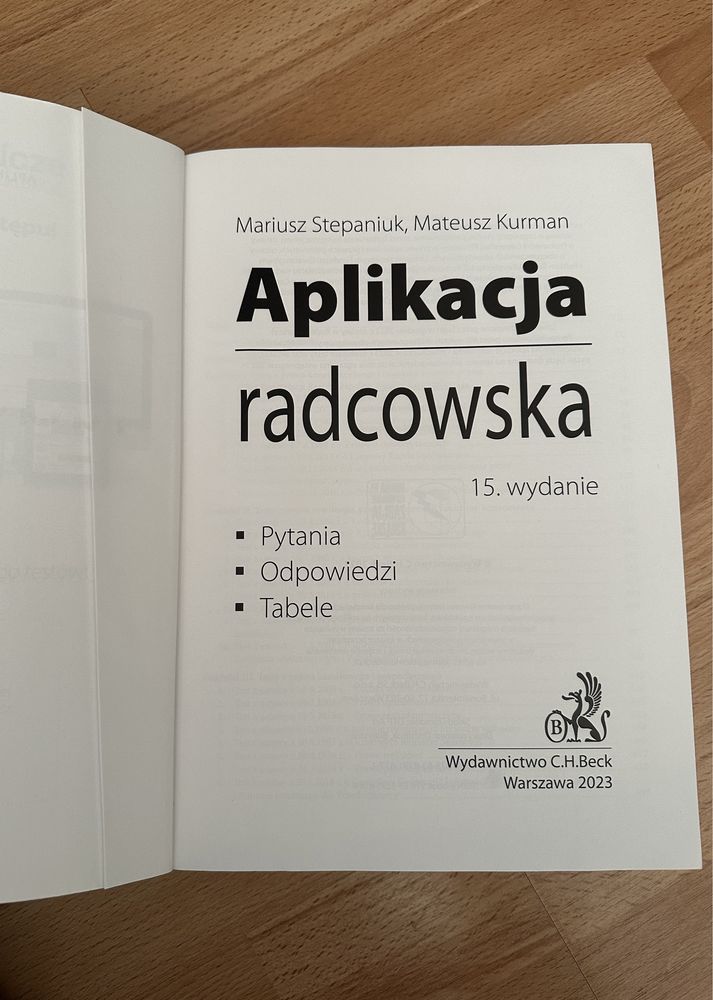 Mariusz Stepaniuk, Mateusz Kurman
Aplikacja
radcowska
15. wydanie
▪ Pytania
▪ Odpowiedzi
▪ Tabele
B
Wydawnictwo C.H.Beck
Warszawa 2023